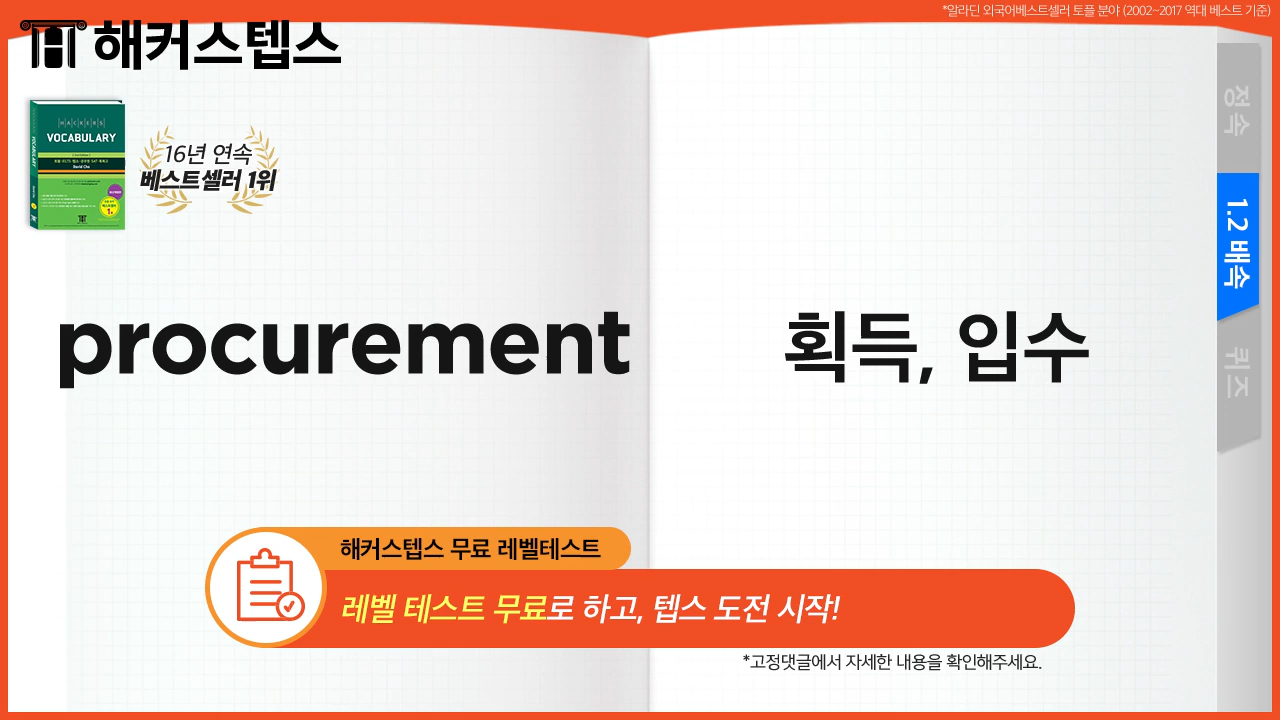 *알라딘 외국어베스트셀러 토플 분야 (2002~2017 역대 베스트 기준)
해커스텝스
HACKERS
VOCABULARY
David Cho
16년 연속
베스트셀러 1위
정속
1.2 배속
퀴즈
procurement
획득, 입수
해커스텝스 무료 레벨테스트
레벨 테스트 무료로 하고, 텝스 도전 시작!
*고정댓글에서 자세한 내용을 확인해주세요.